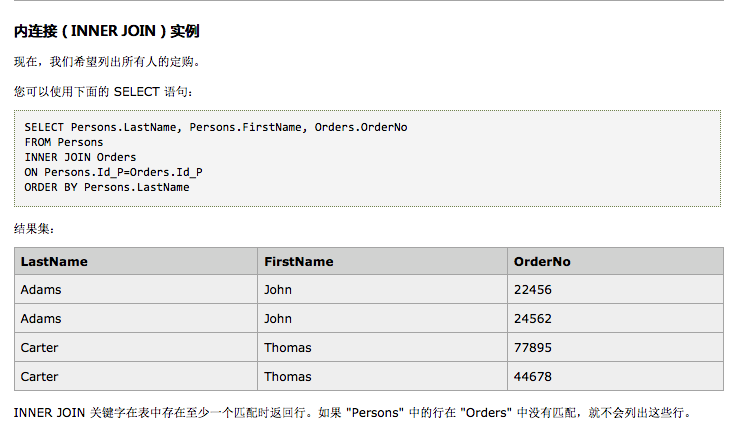 内连接（INNER JOIN）实例
现在，我们希望列出所有人的定购。
您可以使用下面的 SELECT 语句：
SELECT Persons.LastName, Persons.FirstName, Orders.OrderNo
FROM Persons
INNER JOIN Orders
ON Persons.Id_P=Orders.Id_P
ORDER BY Persons.LastName
结果集：
LastName FirstName OrderNo
Adams John 22456
Adams John 24562
Carter Thomas 77895
Carter Thomas 44678
INNER JOIN 关键字在表中存在至少一个匹配时返回行。如果 "Persons" 中的行在 "Orders" 中没有匹配，就不会列出这些行。